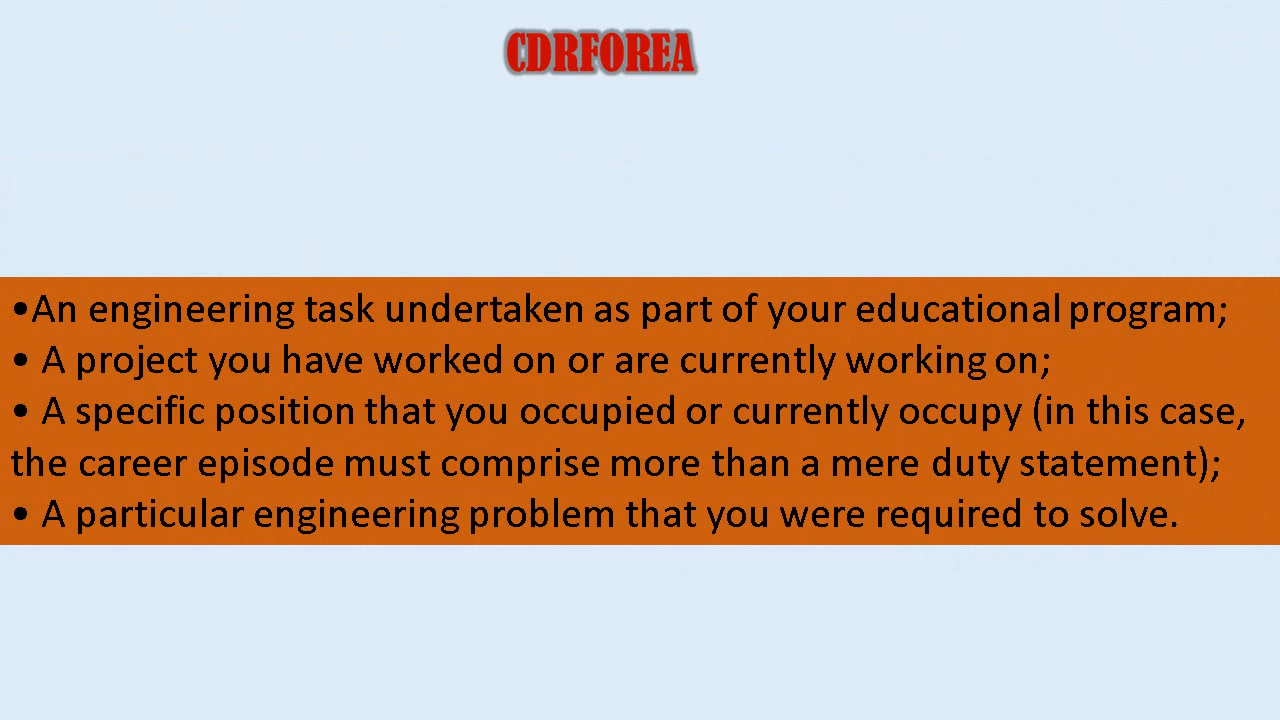 CDRFOREA
•An engineering task undertaken as part of your educational program;
• A project you have worked on or are currently working on;
• A specific position that you occupied or currently occupy (in this case,
the career episode must comprise more than a mere duty statement);
• A particular engineering problem that you were required to solve.